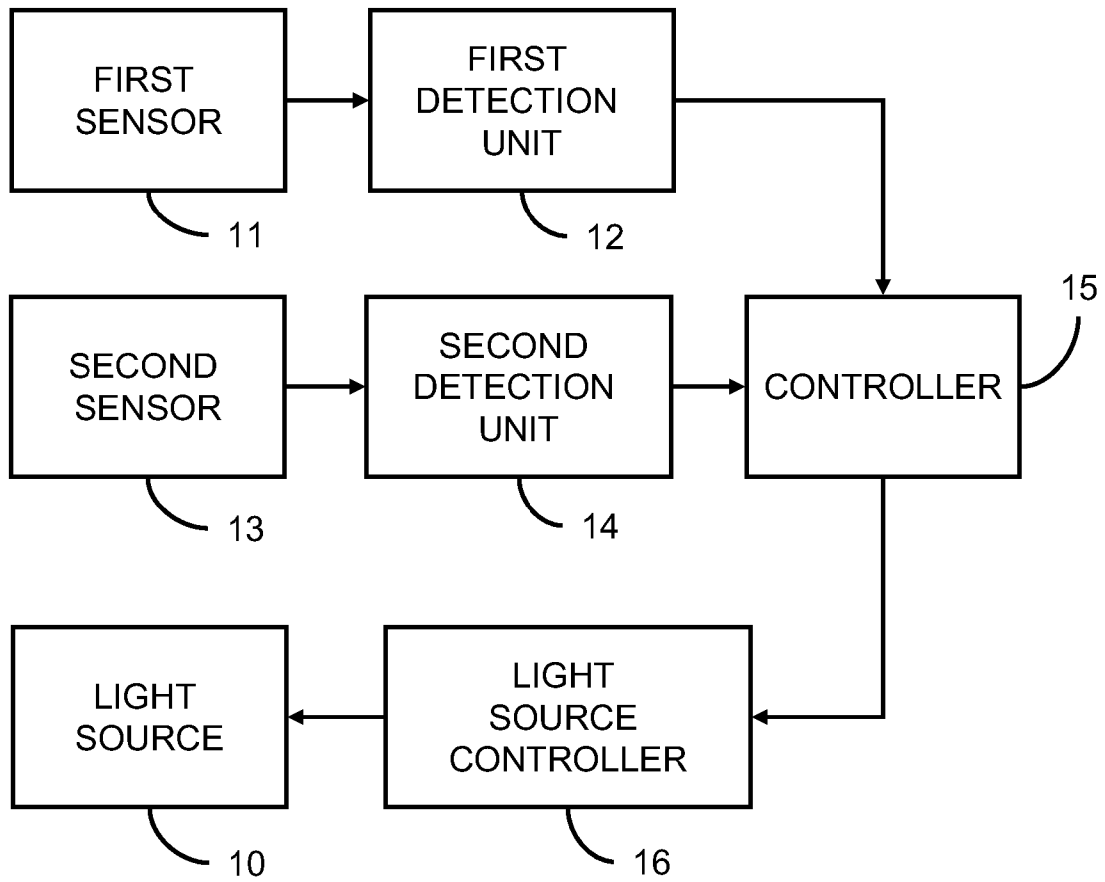 FIRST
SENSOR
FIRST
DETECTION
UNIT
11
12
SECOND
SENSOR
SECOND
DETECTION
UNIT
CONTROLLER
15
13
14
LIGHT
SOURCE
LIGHT
SOURCE
CONTROLLER
10
16